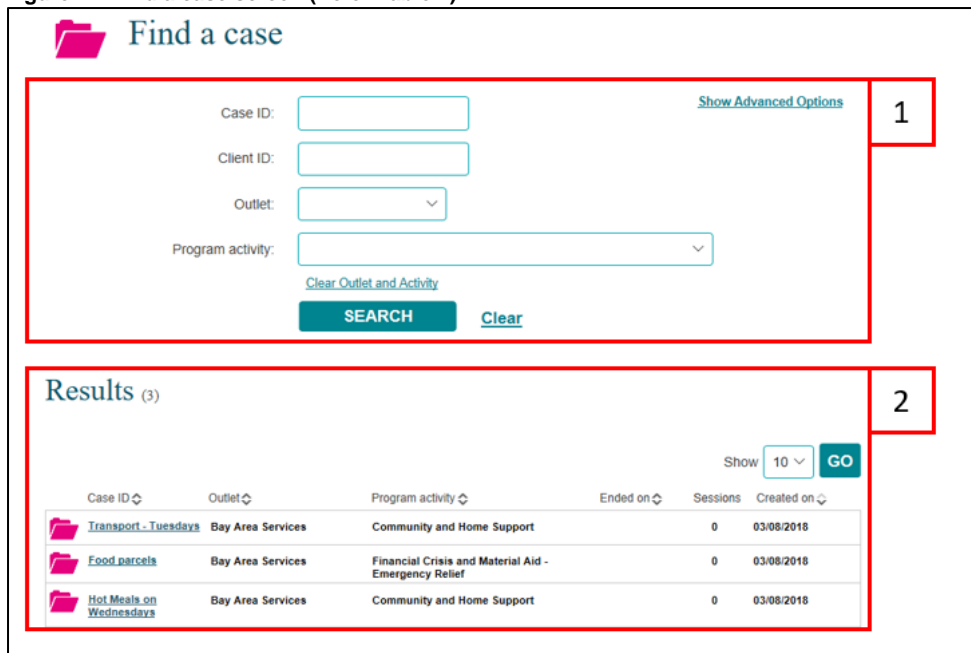 Find a case
Case ID:
Show Advanced Options
1
Client ID:
Outlet:
Program activity:
Clear Outlet and Activity
SEARCH Clear
Results (3)
2
Show 10 GO
Case ID Outlet Program activity Ended on Sessions Created on
Transport - Tuesdays Bay Area Services Community and Home Support 0 03/08/2018
Food parcels Bay Area Services Financial Crisis and Material Aid - 0 03/08/2018
Emergency Relief
Hot Meals on Bay Area Services Community and Home Support 0 03/08/2018
Wednesdays